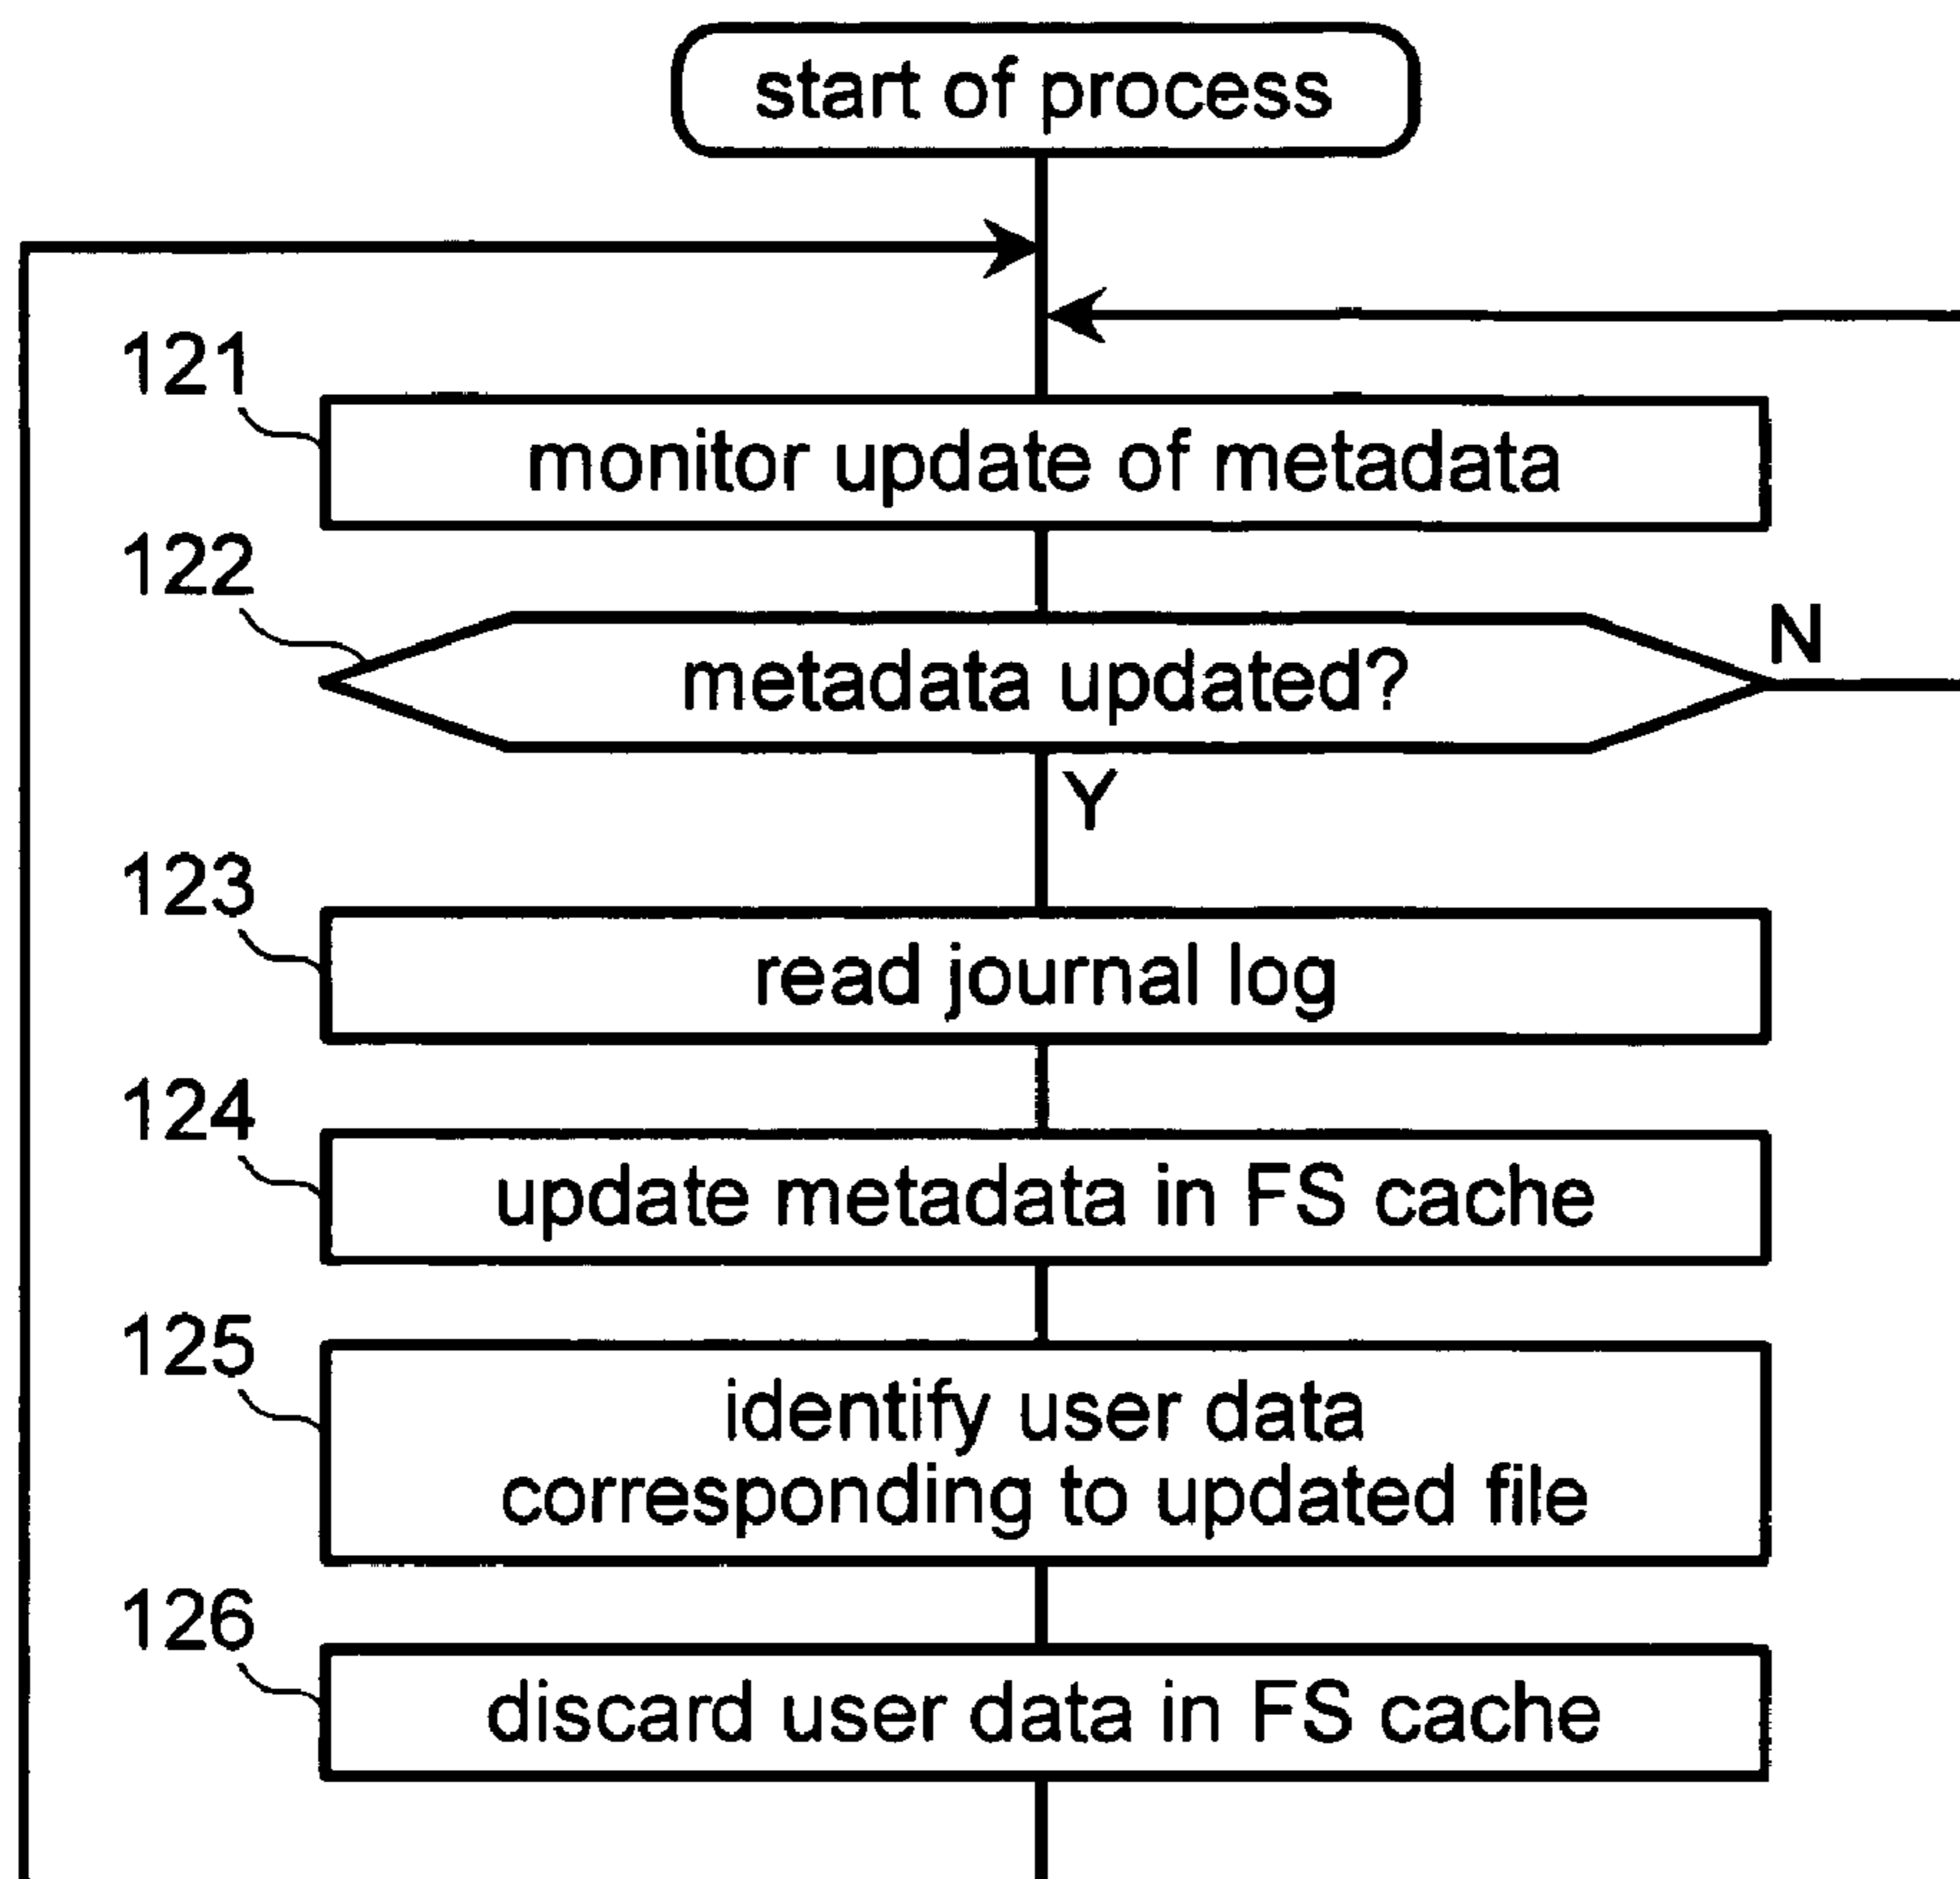 start of process
121
monitor update of metadata
122
metadata updated?
N
Y
123
read journal log
124
update metadata in FS cache
125
identify user data
corresponding to updated file
126
discard user data in FS cache